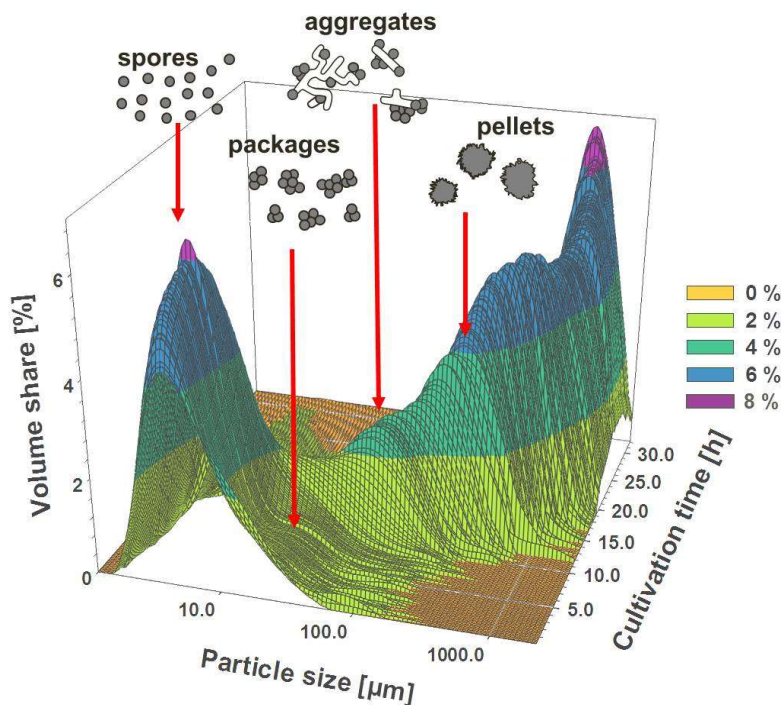 aggregates
spores
packages
pellets
Volume share [%]
6
4
2
0
10.0
100.0
1000.0
Particle size [µm]
5.0
10.0
15.0
20.0
25.0
30.0
Cultivation time [h]
0 %
2 %
4 %
6 %
8 %